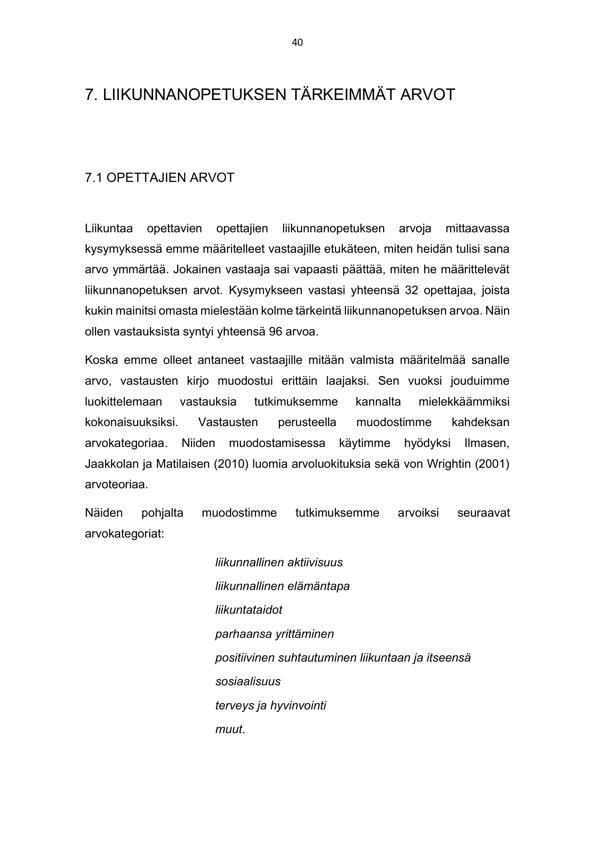 40
7. LIIKUNNANOPETUKSEN TÄRKEIMMÄT ARVOT
7.1 OPETTAJIEN ARVOT
Liikuntaa opettavien opettajien liikunnanopetuksen arvoja mittaavassa
kysymyksessä emme määritelleet vastaajille etukäteen, miten heidän tulisi sana
arvo ymmärtää. Jokainen vastaaja sai vapaasti päättää, miten he määrittelevät
liikunnanopetuksen arvot. Kysymykseen vastasi yhteensä 32 opettajaa, joista
kukin mainitsi omasta mielestään kolme tärkeintä liikunnanopetuksen arvoa. Näin
ollen vastauksista syntyi yhteensä 96 arvoa.
Koska emme olleet antaneet vastaajille mitään valmista määritelmää sanalle
arvo, vastausten kirjo muodostui erittäin laajaksi. Sen vuoksi jouduimme
luokittelemaan vastauksia tutkimuksemme kannalta mielekkäämmiksi
kokonaisuuksiksi. Vastausten perusteella muodostimme kahdeksan
arvokategoriaa. Niiden muodostamisessa käytimme hyödyksi Ilmasen,
Jaakkolan ja Matilaisen (2010) luomia arvoluokituksia sekä von Wrightin (2001)
arvoteoriaa.
Näiden pohjalta muodostimme tutkimuksemme arvoiksi seuraavat
arvokategoriat:
liikunnallinen aktiivisuus
liikunnallinen elämäntapa
liikuntataidot
parhaansa yrittäminen
positiivinen suhtautuminen liikuntaan ja itseensä
sosiaalisuus
terveys ja hyvinvointi
muut.